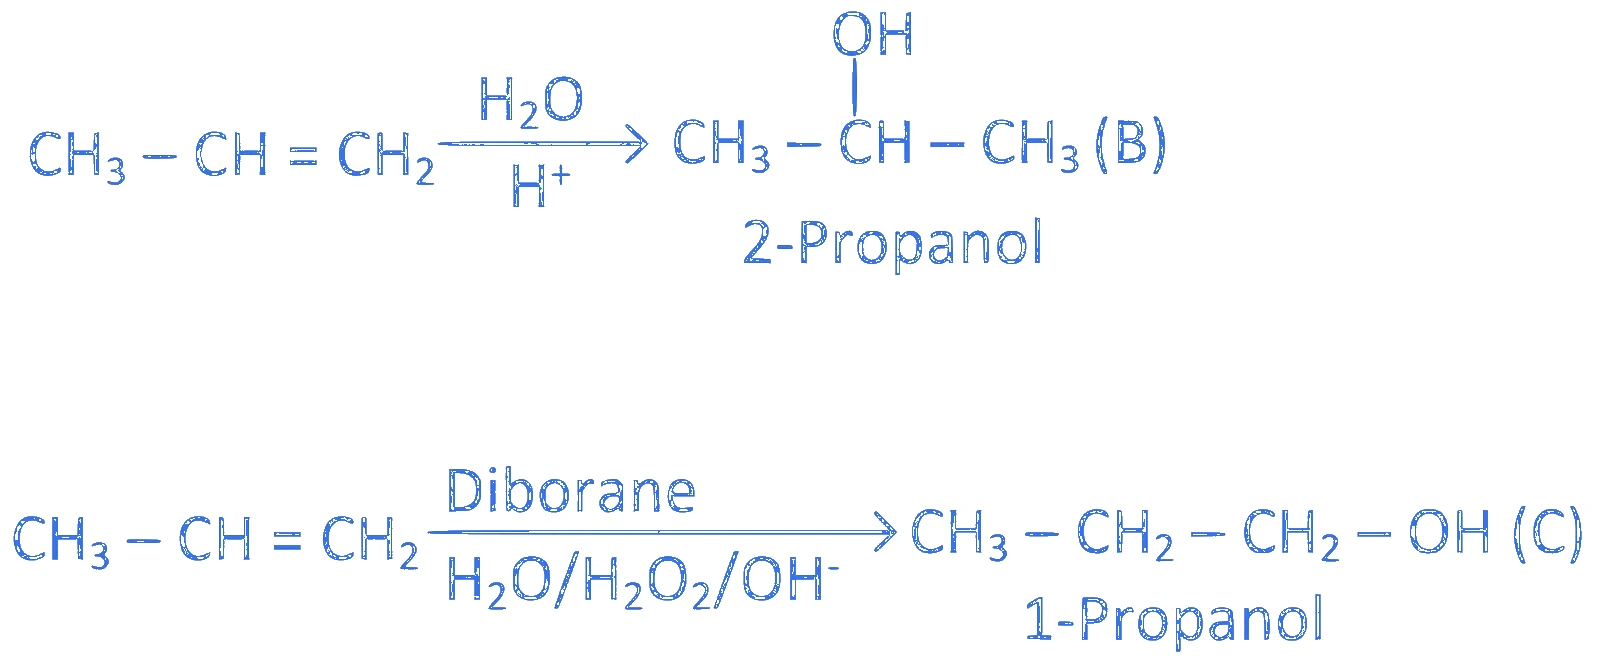 OH
H₂O
CH₃ – CH = CH₂ → CH₃ – CH – CH₃ (B)
H⁺
2-Propanol
Diborane
CH₃ – CH = CH₂ → CH₃ – CH₂ – CH₂ – OH (C)
H₂O/H₂O₂/OH⁻
1-Propanol